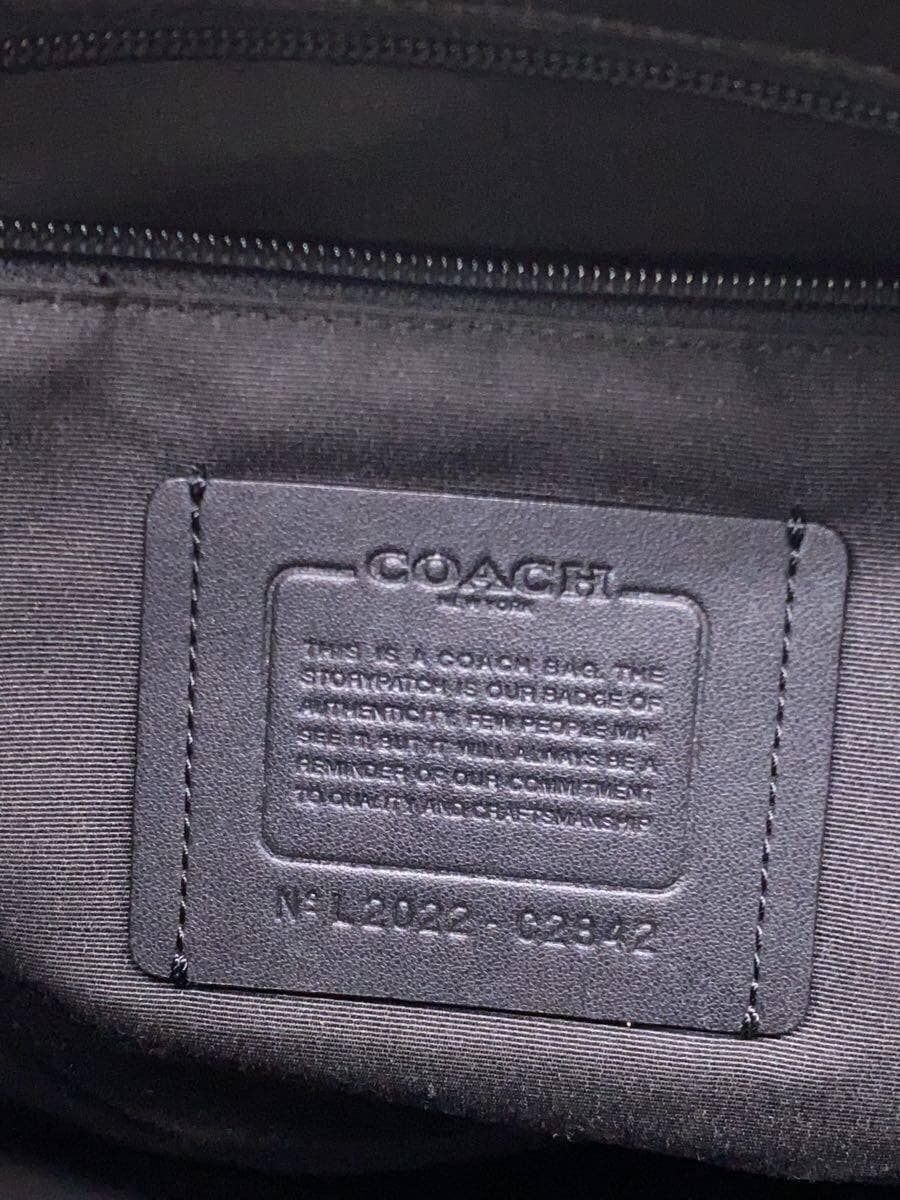 COACH
NEW YORK
THIS IS A COACH BAG. THE
STORYPATCH IS OUR BADGE OF
AUTHENTICITY. FEW PEOPLE MAY
SEE IT, BUT IT WILL ALWAYS BE A
REMINDER OF OUR COMMITMENT
TO QUALITY AND CRAFTSMANSHIP.
Nº L2022 - C2842